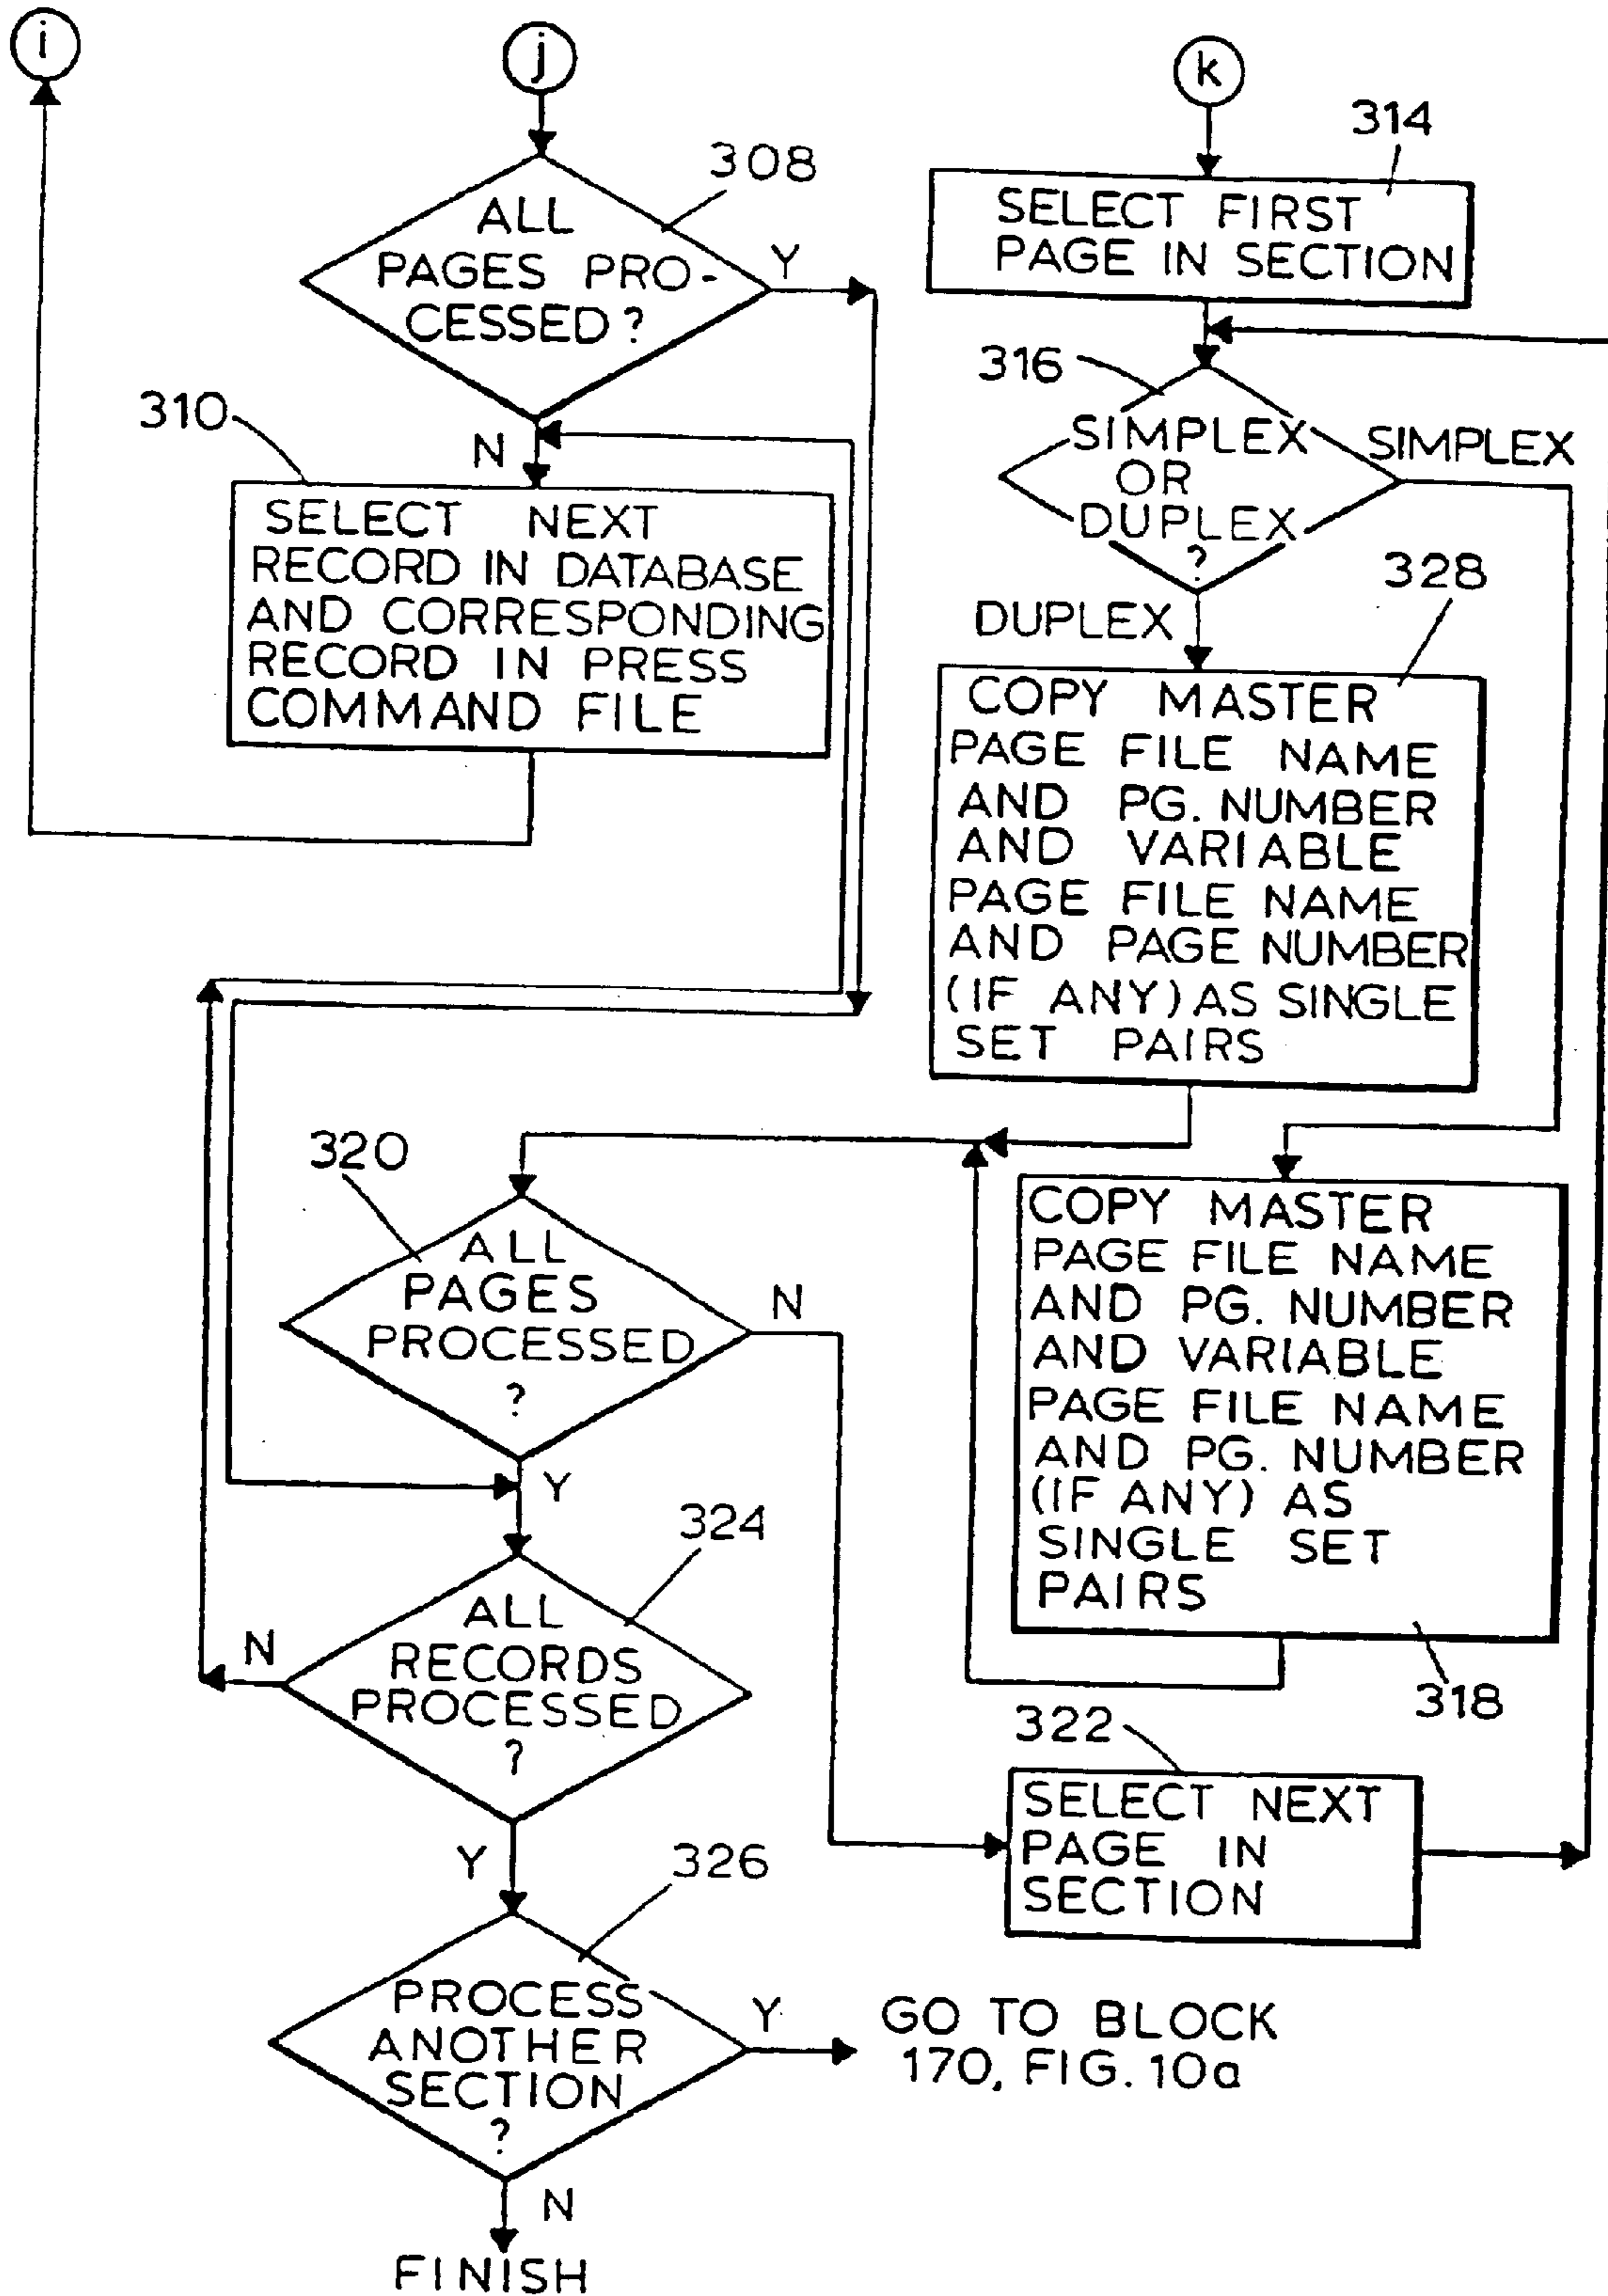 i
j
308
ALL
PAGES PRO-
CESSED ?
Y
N
310
SELECT NEXT
RECORD IN DATABASE
AND CORRESPONDING
RECORD IN PRESS
COMMAND FILE
k
314
SELECT FIRST
PAGE IN SECTION
316
SIMPLEX
OR
DUPLEX
?
SIMPLEX
DUPLEX
328
COPY MASTER
PAGE FILE NAME
AND PG. NUMBER
AND VARIABLE
PAGE FILE NAME
AND PAGE NUMBER
(IF ANY) AS SINGLE
SET PAIRS
320
ALL
PAGES
PROCESSED
?
N
Y
COPY MASTER
PAGE FILE NAME
AND PG. NUMBER
AND VARIABLE
PAGE FILE NAME
AND PG. NUMBER
(IF ANY) AS
SINGLE SET
PAIRS
318
324
ALL
RECORDS
PROCESSED
?
N
Y
322
SELECT NEXT
PAGE IN
SECTION
326
PROCESS
ANOTHER
SECTION
?
Y
GO TO BLOCK
170, FIG. 10a
N
FINISH